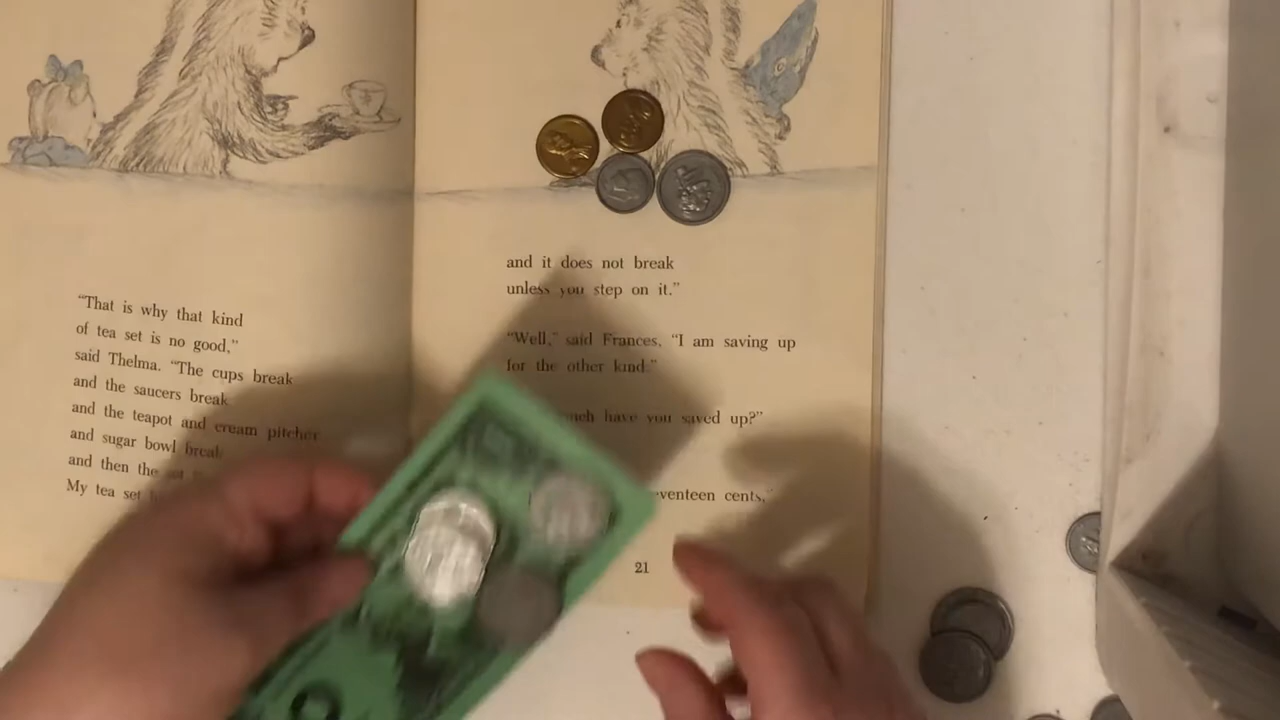 "That is why that kind
of tea set is no good,"
said Thelma. "The cups break
and the saucers break
and the teapot and cream pitcher
and sugar bowl break
and then the set
My tea set
and it does not break
unless you step on it."
"Well," said Frances, "I am saving up
for the other kind."
have you saved up?"
cents,"
21